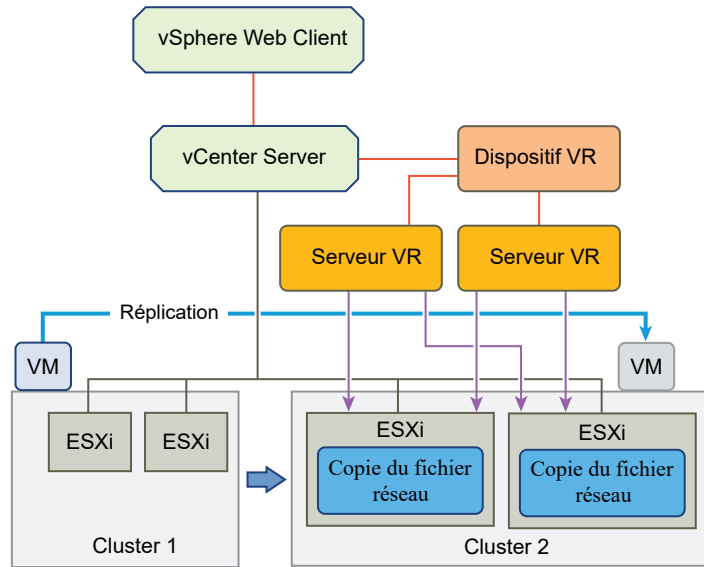 vSphere Web Client
vCenter Server
Dispositif VR
Serveur VR
Serveur VR
Réplication
VM
VM
ESXi
ESXi
ESXi
Copie du fichier
réseau
ESXi
Copie du fichier
réseau
Cluster 1
Cluster 2